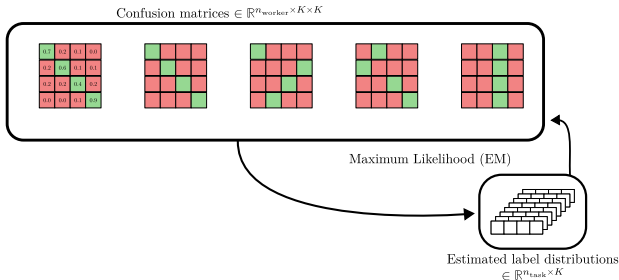 Confusion matrices ∈ ℝ^{n_worker×K×K}
0.7 0.2 0.1 0.0
0.2 0.6 0.1 0.1
0.2 0.2 0.4 0.2
0.0 0.0 0.1 0.9
Maximum Likelihood (EM)
Estimated label distributions
∈ ℝ^{n_task×K}